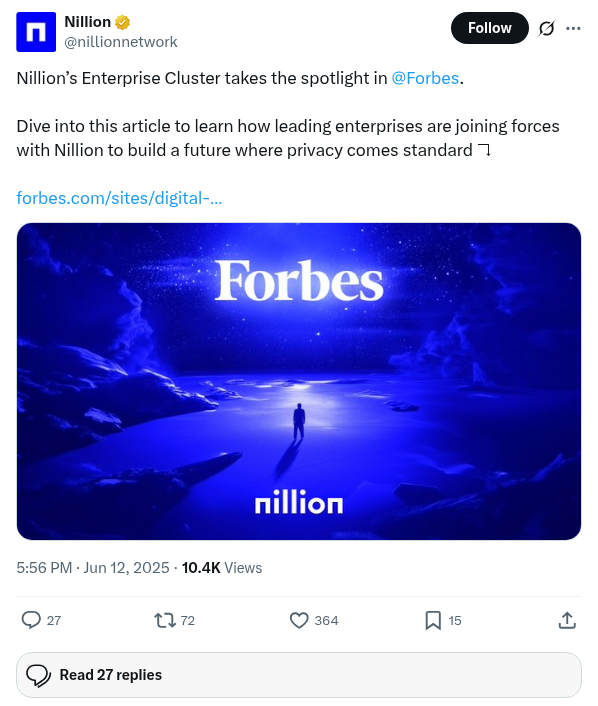 Nillion
@nillionnetwork
Follow
Nillion’s Enterprise Cluster takes the spotlight in @Forbes.
Dive into this article to learn how leading enterprises are joining forces
with Nillion to build a future where privacy comes standard ⮧
forbes.com/sites/digital-...
Forbes
nillion
5:56 PM · Jun 12, 2025 · 10.4K Views
27
72
364
15
Read 27 replies